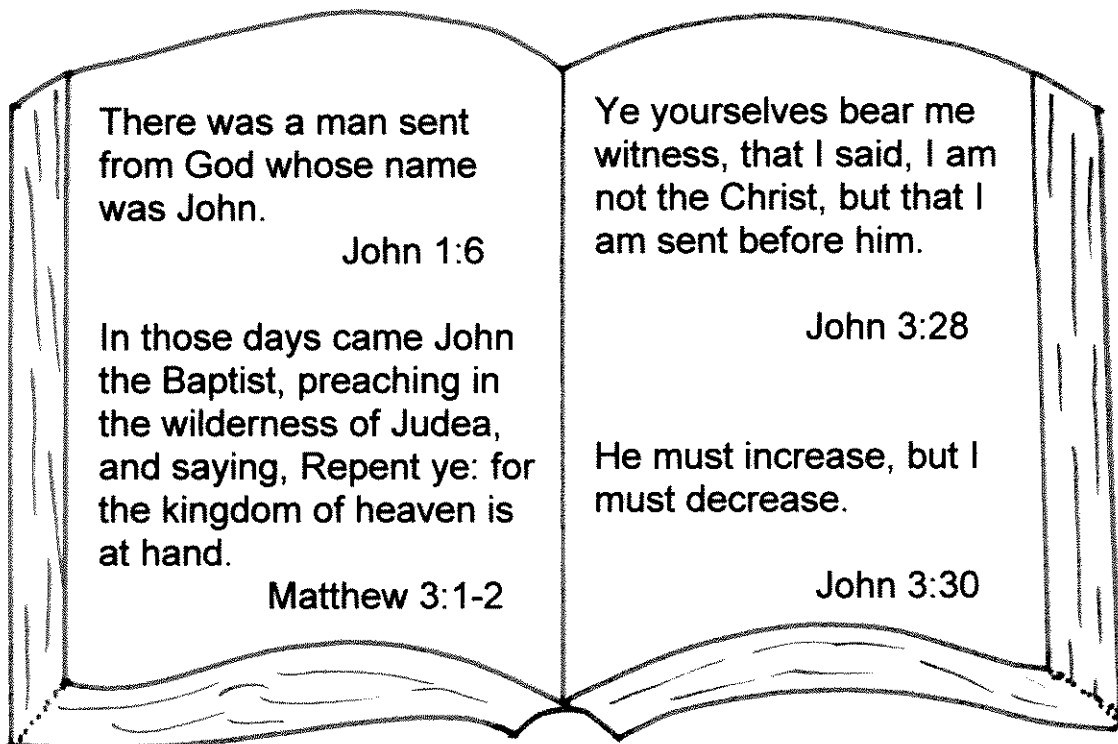 There was a man sent
from God whose name
was John.
John 1:6
In those days came John
the Baptist, preaching in
the wilderness of Judea,
and saying, Repent ye: for
the kingdom of heaven is
at hand.
Matthew 3:1-2
Ye yourselves bear me
witness, that I said, I am
not the Christ, but that I
am sent before him.
John 3:28
He must increase, but I
must decrease.
John 3:30